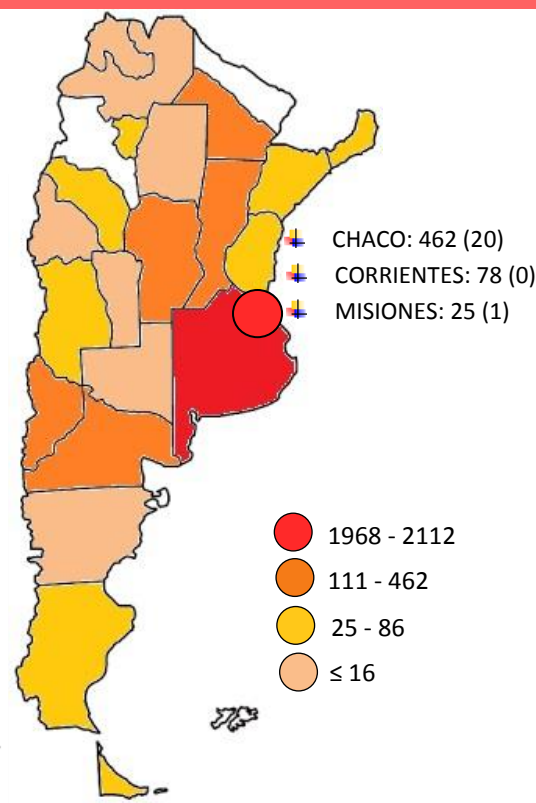 CHACO: 462 (20)
CORRIENTES: 78 (0)
MISIONES: 25 (1)
1968 - 2112
111 - 462
25 - 86
≤ 16